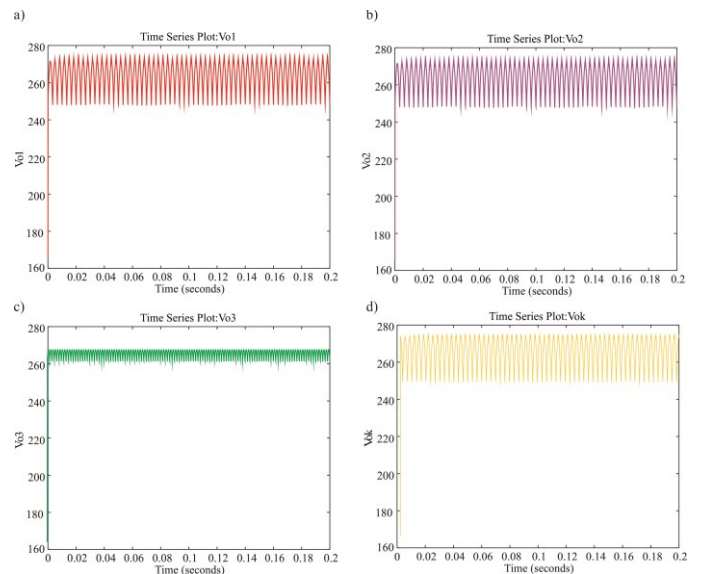 a)
Time Series Plot:Vo1
280
260
240
220
200
180
160
Vo1
0 0.02 0.04 0.06 0.08 0.1 0.12 0.14 0.16 0.18 0.2
Time (seconds)
b)
Time Series Plot:Vo2
280
260
240
220
200
180
160
Vo2
0 0.02 0.04 0.06 0.08 0.1 0.12 0.14 0.16 0.18 0.2
Time (seconds)
c)
Time Series Plot:Vo3
280
260
240
220
200
180
160
Vo3
0 0.02 0.04 0.06 0.08 0.1 0.12 0.14 0.16 0.18 0.2
Time (seconds)
d)
Time Series Plot:Vok
280
260
240
220
200
180
160
Vok
0 0.02 0.04 0.06 0.08 0.1 0.12 0.14 0.16 0.18 0.2
Time (seconds)